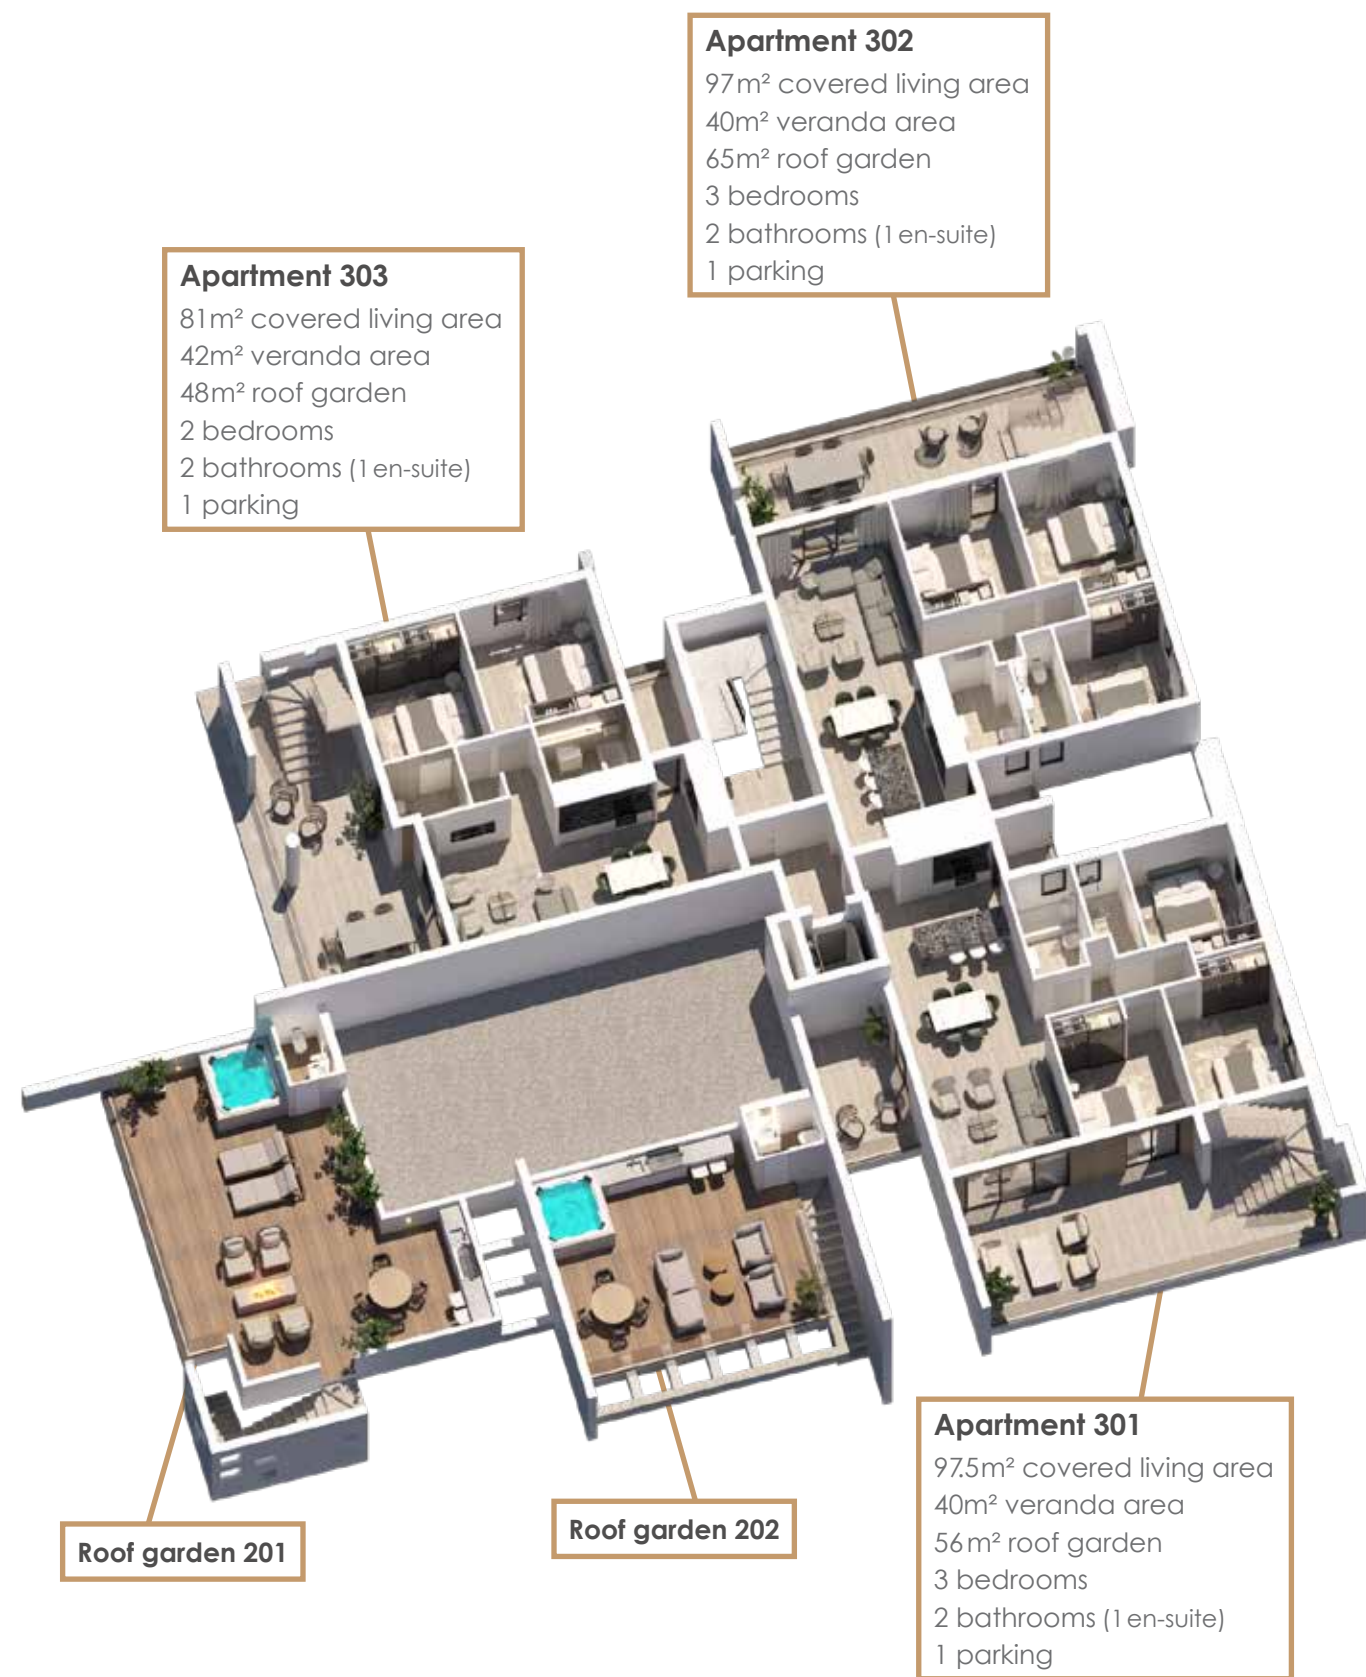 Apartment 302
97m² covered living area
40m² veranda area
65m² roof garden
3 bedrooms
2 bathrooms (1 en-suite)
1 parking
Apartment 303
81m² covered living area
42m² veranda area
48m² roof garden
2 bedrooms
2 bathrooms (1 en-suite)
1 parking
Apartment 301
97.5m² covered living area
40m² veranda area
56m² roof garden
3 bedrooms
2 bathrooms (1 en-suite)
1 parking
Roof garden 202
Roof garden 201